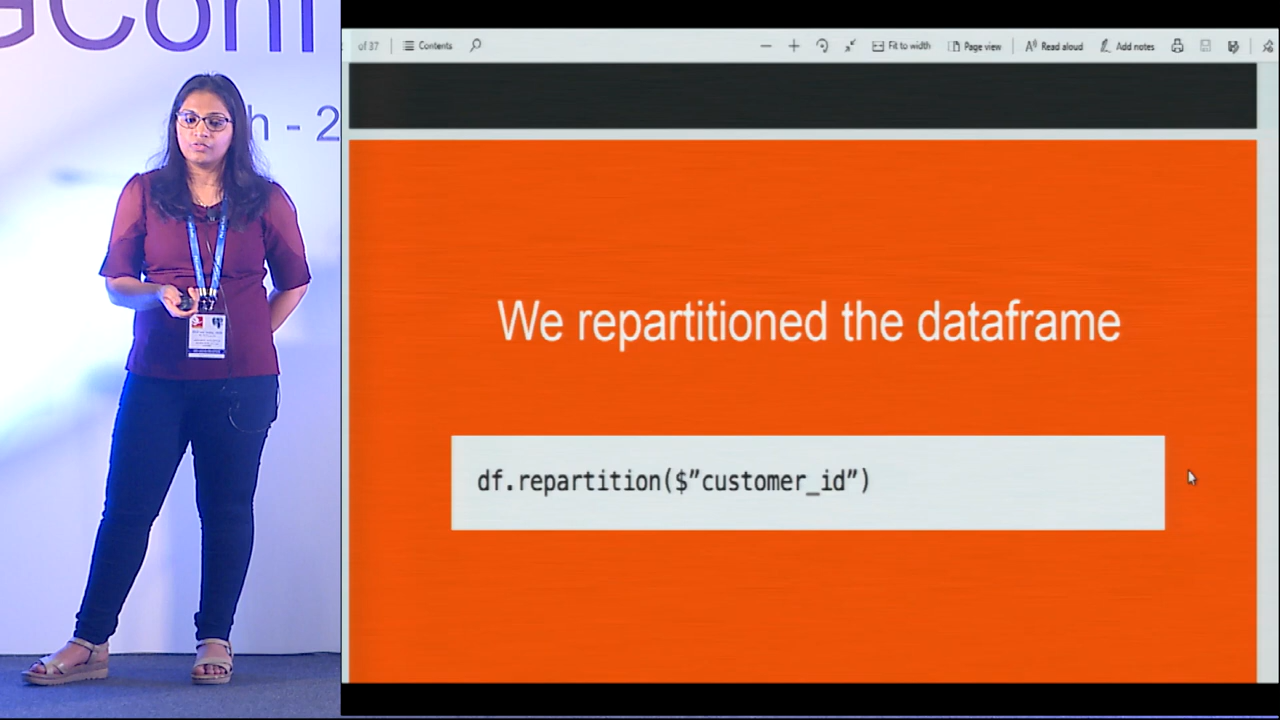 GConf
h - 2
of 37 Contents Fit to width Page view Read aloud Add notes
We repartitioned the dataframe
df.repartition($”customer_id”)